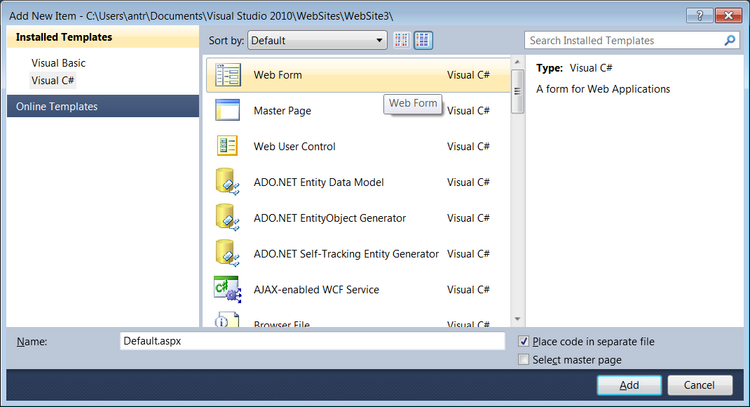 Add New Item - C:\Users\antr\Documents\Visual Studio 2010\WebSites\WebSite3\
Installed Templates
Visual Basic
Visual C#
Online Templates
Sort by: Default
Search Installed Templates
Web Form Visual C#
Web Form
Master Page Visual C#
Web User Control Visual C#
ADO.NET Entity Data Model Visual C#
ADO.NET EntityObject Generator Visual C#
ADO.NET Self-Tracking Entity Generator Visual C#
AJAX-enabled WCF Service Visual C#
Browser File Visual C#
Type: Visual C#
A form for Web Applications
Name: Default.aspx
Place code in separate file
Select master page
Add Cancel